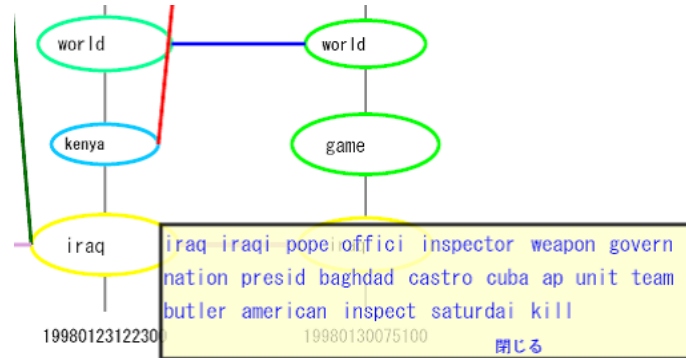 world world
kenya game
iraq
iraq iraqi pope offici inspector weapon govern
nation presid baghdad castro cuba ap unit team
butler american inspect saturdai kill
閉じる
19980123122300 19980130075100